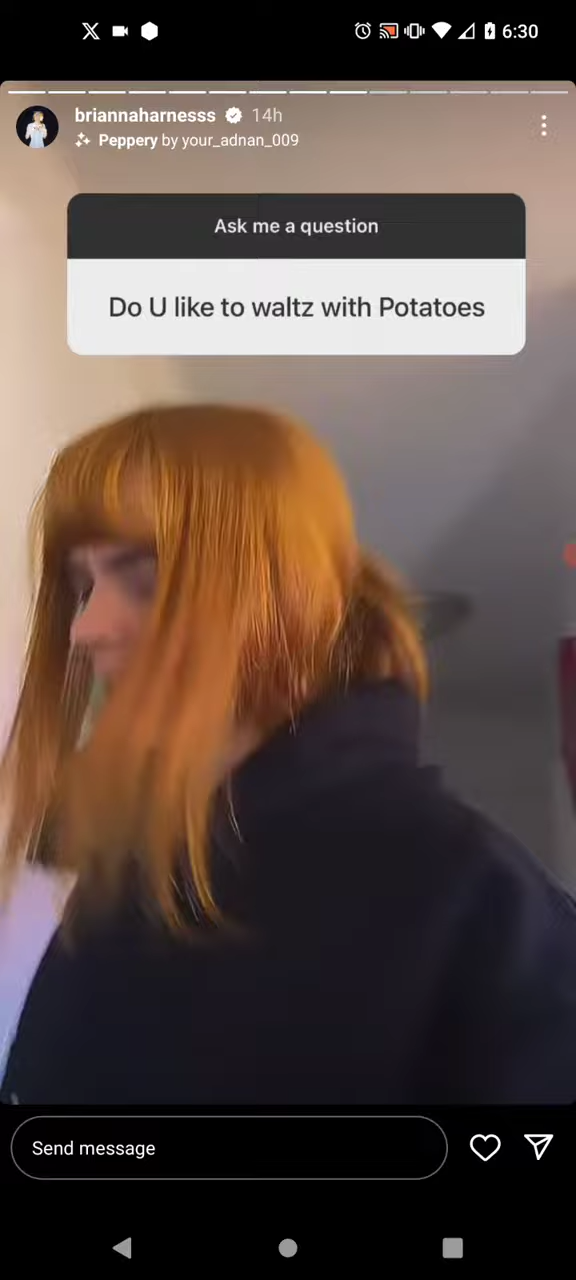 6:30
briannaharnesss 14h
Peppery by your_adnan_009
Ask me a question
Do U like to waltz with Potatoes
Send message